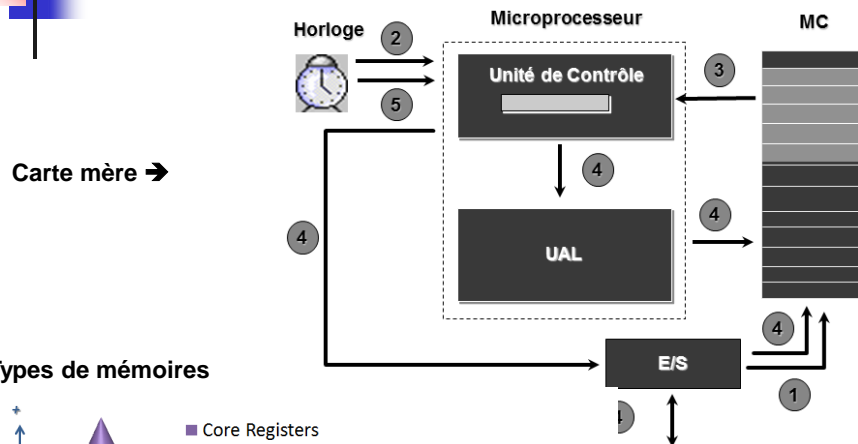 Microprocesseur
MC
Horloge
2
Unité de Contrôle
3
5
Carte mère ➔
4
4
4
UAL
4
E/S
1
ypes de mémoires
+
Core Registers